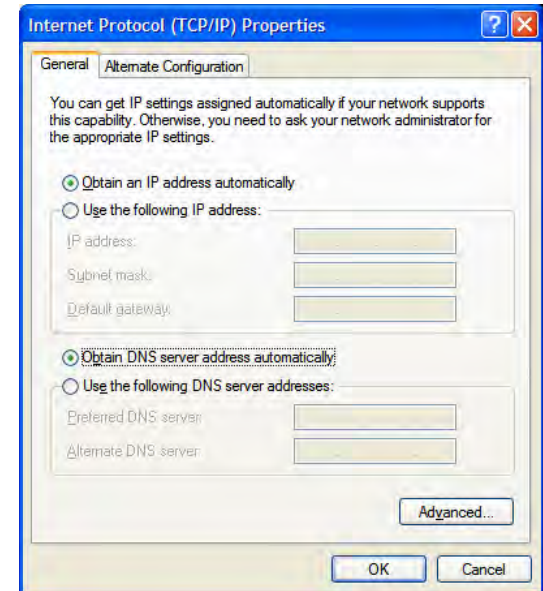 Internet Protocol (TCP/IP) Properties
General Alternate Configuration
You can get IP settings assigned automatically if your network supports
this capability. Otherwise, you need to ask your network administrator for
the appropriate IP settings.
Obtain an IP address automatically
Use the following IP address:
IP address:
Subnet mask:
Default gateway:
Obtain DNS server address automatically
Use the following DNS server addresses:
Preferred DNS server:
Alternate DNS server:
Advanced...
OK Cancel